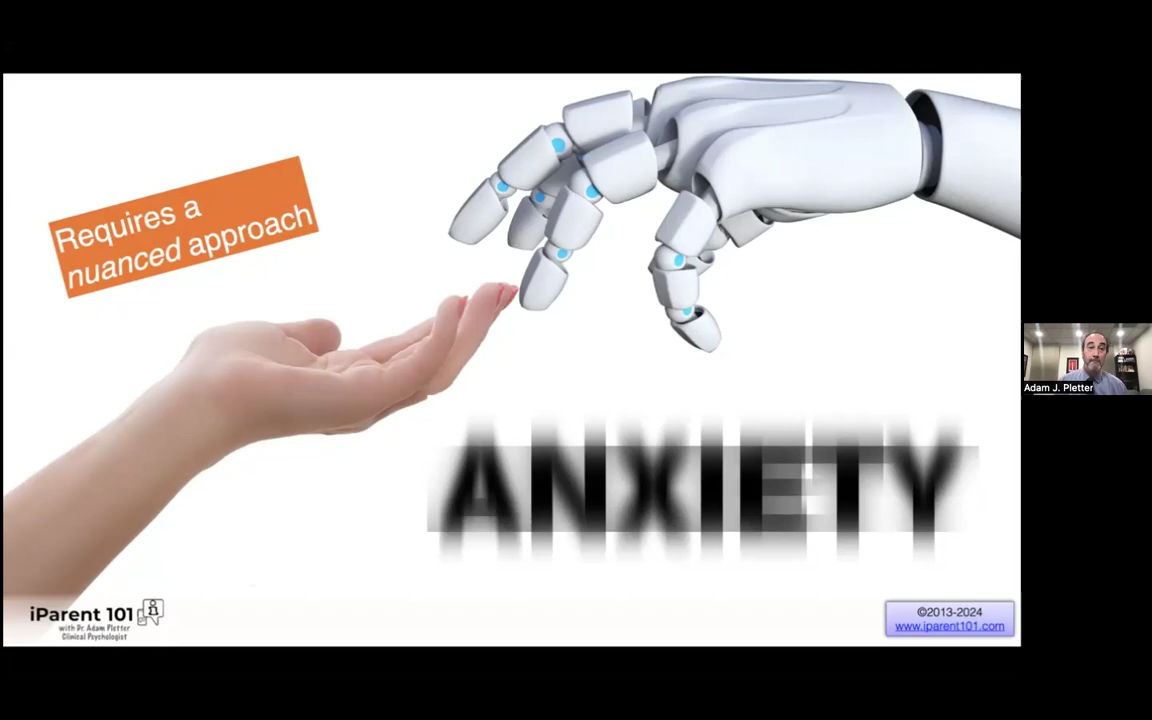 Requires a
nuanced approach
ANXIETY
iParent 101
with Dr. Adam Pletter
Clinical Psychologist
©2013-2024
www.iparent101.com
Adam J. Pletter